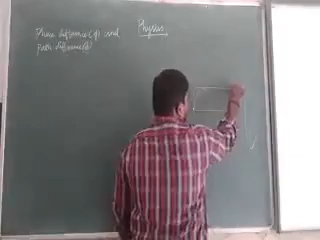 Physics
Phase difference(φ) and
Path difference(δ)